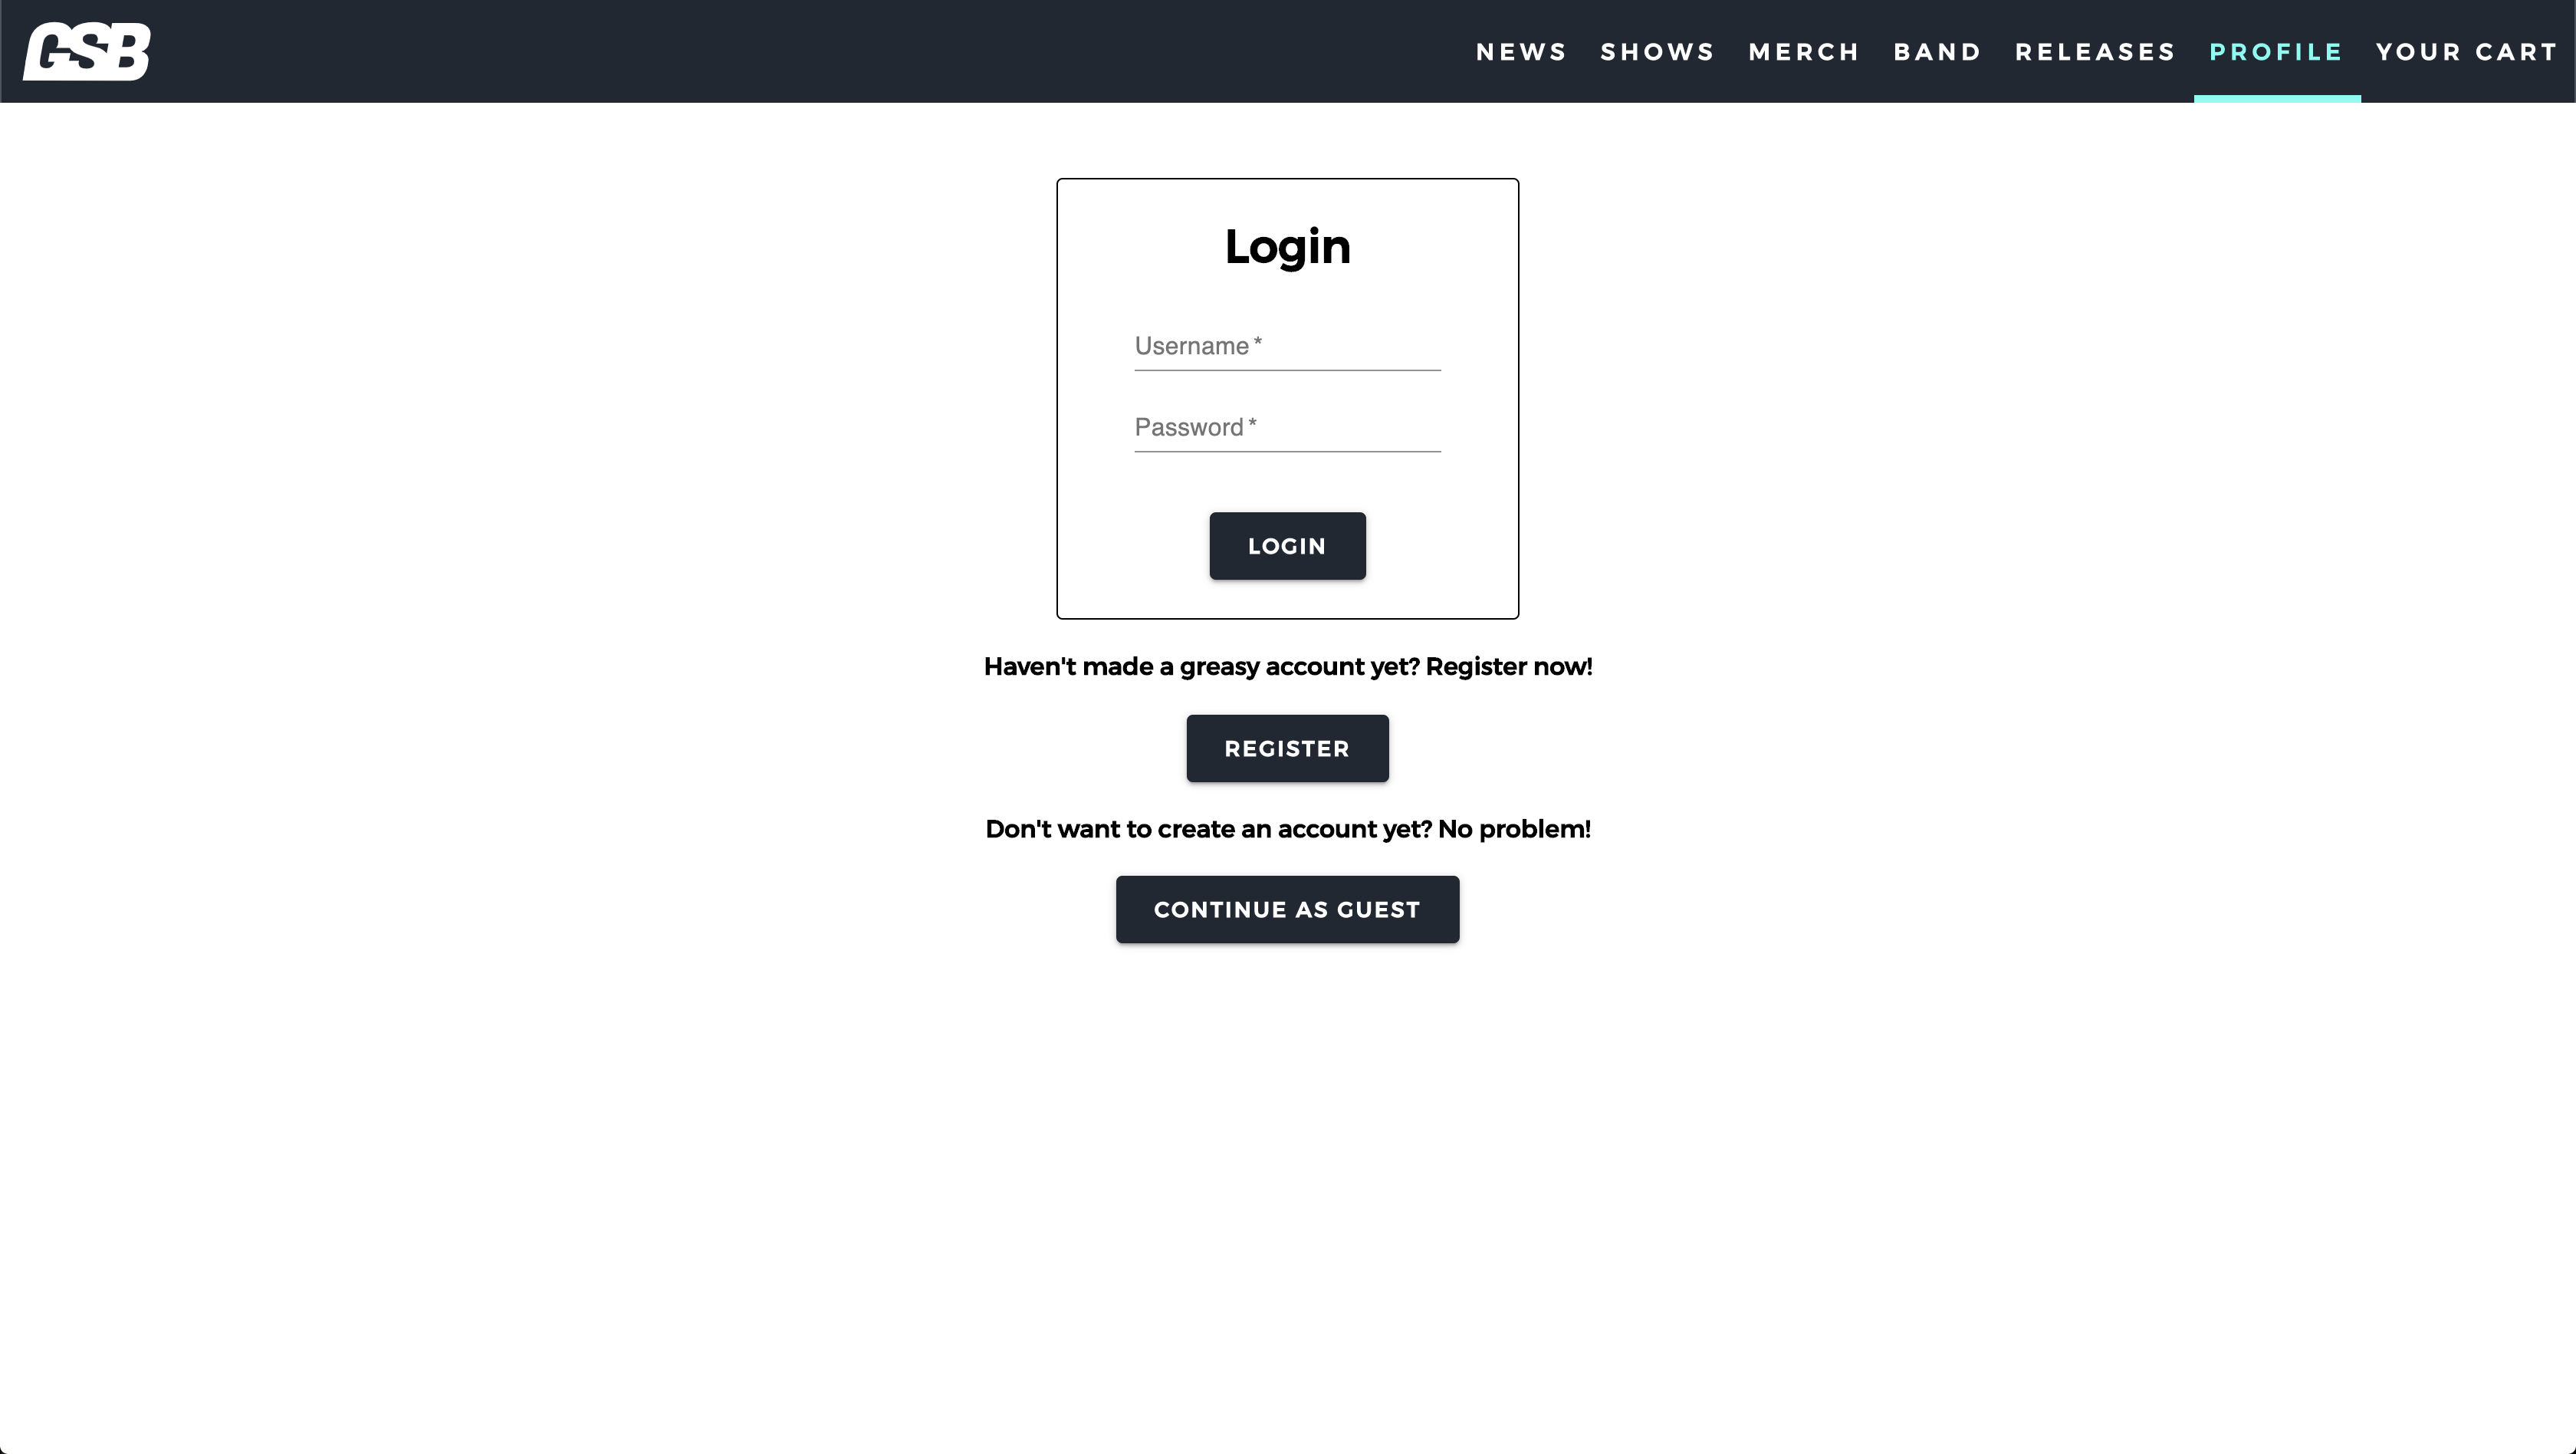 GSB
NEWS SHOWS MERCH BAND RELEASES PROFILE YOUR CART
Login
Username *
Password *
LOGIN
Haven't made a greasy account yet? Register now!
REGISTER
Don't want to create an account yet? No problem!
CONTINUE AS GUEST